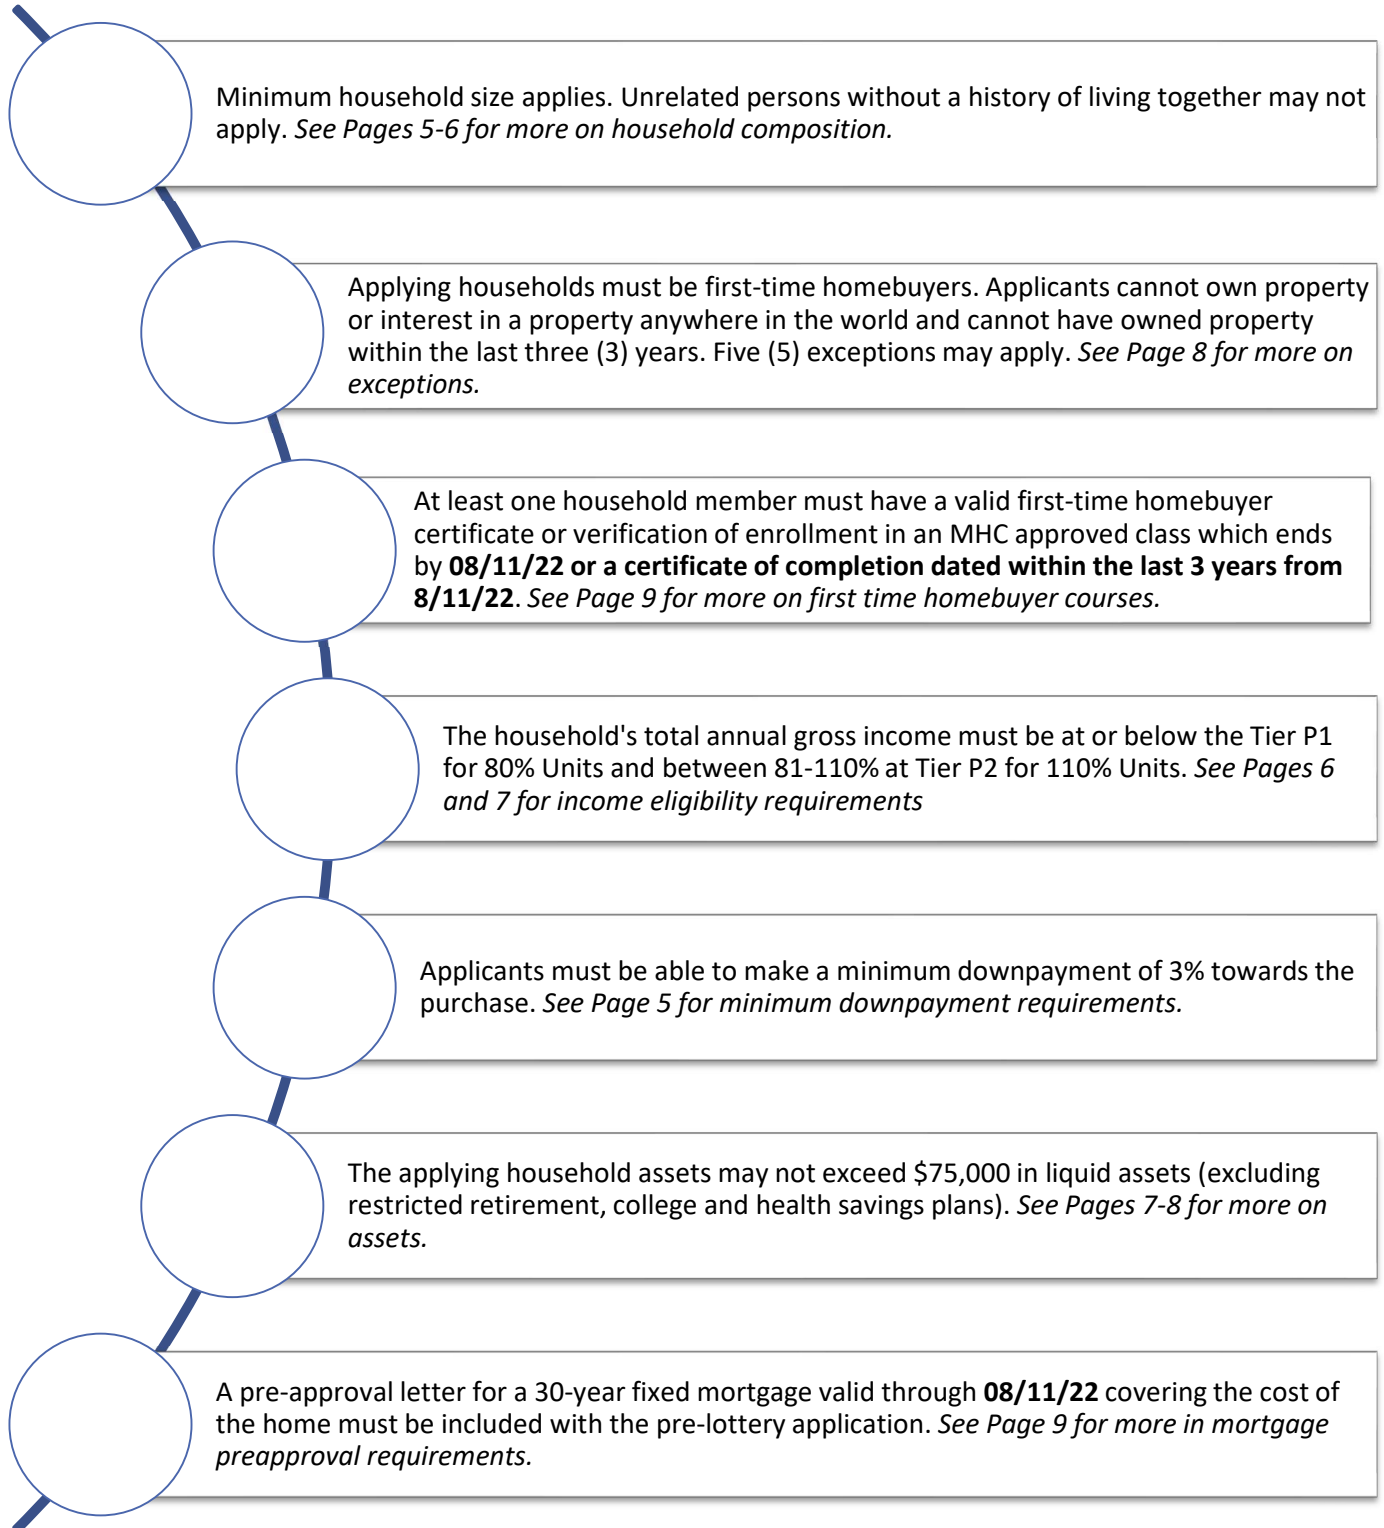 Minimum household size applies. Unrelated persons without a history of living together may not
apply. See Pages 5-6 for more on household composition.
Applying households must be first-time homebuyers. Applicants cannot own property
or interest in a property anywhere in the world and cannot have owned property
within the last three (3) years. Five (5) exceptions may apply. See Page 8 for more on
exceptions.
At least one household member must have a valid first-time homebuyer
certificate or verification of enrollment in an MHC approved class which ends
by 08/11/22 or a certificate of completion dated within the last 3 years from
8/11/22. See Page 9 for more on first time homebuyer courses.
The household's total annual gross income must be at or below the Tier P1
for 80% Units and between 81-110% at Tier P2 for 110% Units. See Pages 6
and 7 for income eligibility requirements
Applicants must be able to make a minimum downpayment of 3% towards the
purchase. See Page 5 for minimum downpayment requirements.
The applying household assets may not exceed $75,000 in liquid assets (excluding
restricted retirement, college and health savings plans). See Pages 7-8 for more on
assets.
A pre-approval letter for a 30-year fixed mortgage valid through 08/11/22 covering the cost of
the home must be included with the pre-lottery application. See Page 9 for more in mortgage
preapproval requirements.